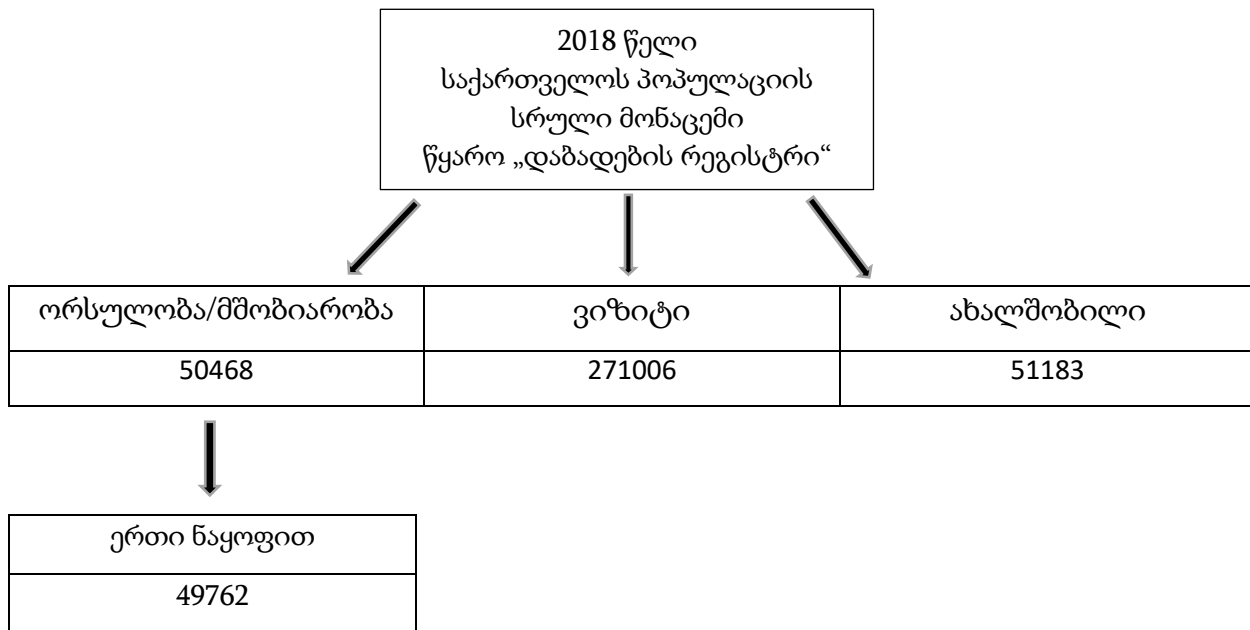 2018 წელი
საქართველოს პოპულაციის
სრული მონაცემი
წყარო „დაბადების რეგისტრი“
ორსულობა/მშობიარობა
ვიზიტი
ახალშობილი
50468
271006
51183
ერთი ნაყოფით
49762